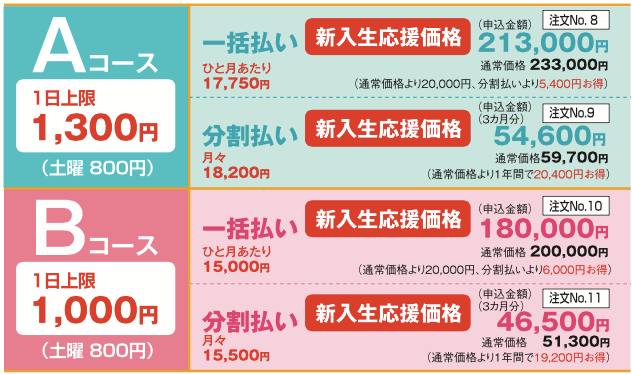 Aコース
1日上限
1,300円
(土曜 800円)
一括払い
ひと月あたり
17,750円
新入生応援価格
(申込金額)
注文No. 8
213,000円
通常価格 233,000円
(通常価格より20,000円、分割払いより5,400円お得)
分割払い
月々
18,200円
新入生応援価格
(申込金額)
(3カ月分)
注文No.9
54,600円
通常価格59,700円
(通常価格より1年間で20,400円お得)
Bコース
1日上限
1,000円
(土曜 800円)
一括払い
ひと月あたり
15,000円
新入生応援価格
(申込金額)
注文No.10
180,000円
通常価格 200,000円
(通常価格より20,000円、分割払いより6,000円お得)
分割払い
月々
15,500円
新入生応援価格
(申込金額)
(3カ月分)
注文No.11
46,500円
通常価格 51,300円
(通常価格より1年間で19,200円お得)